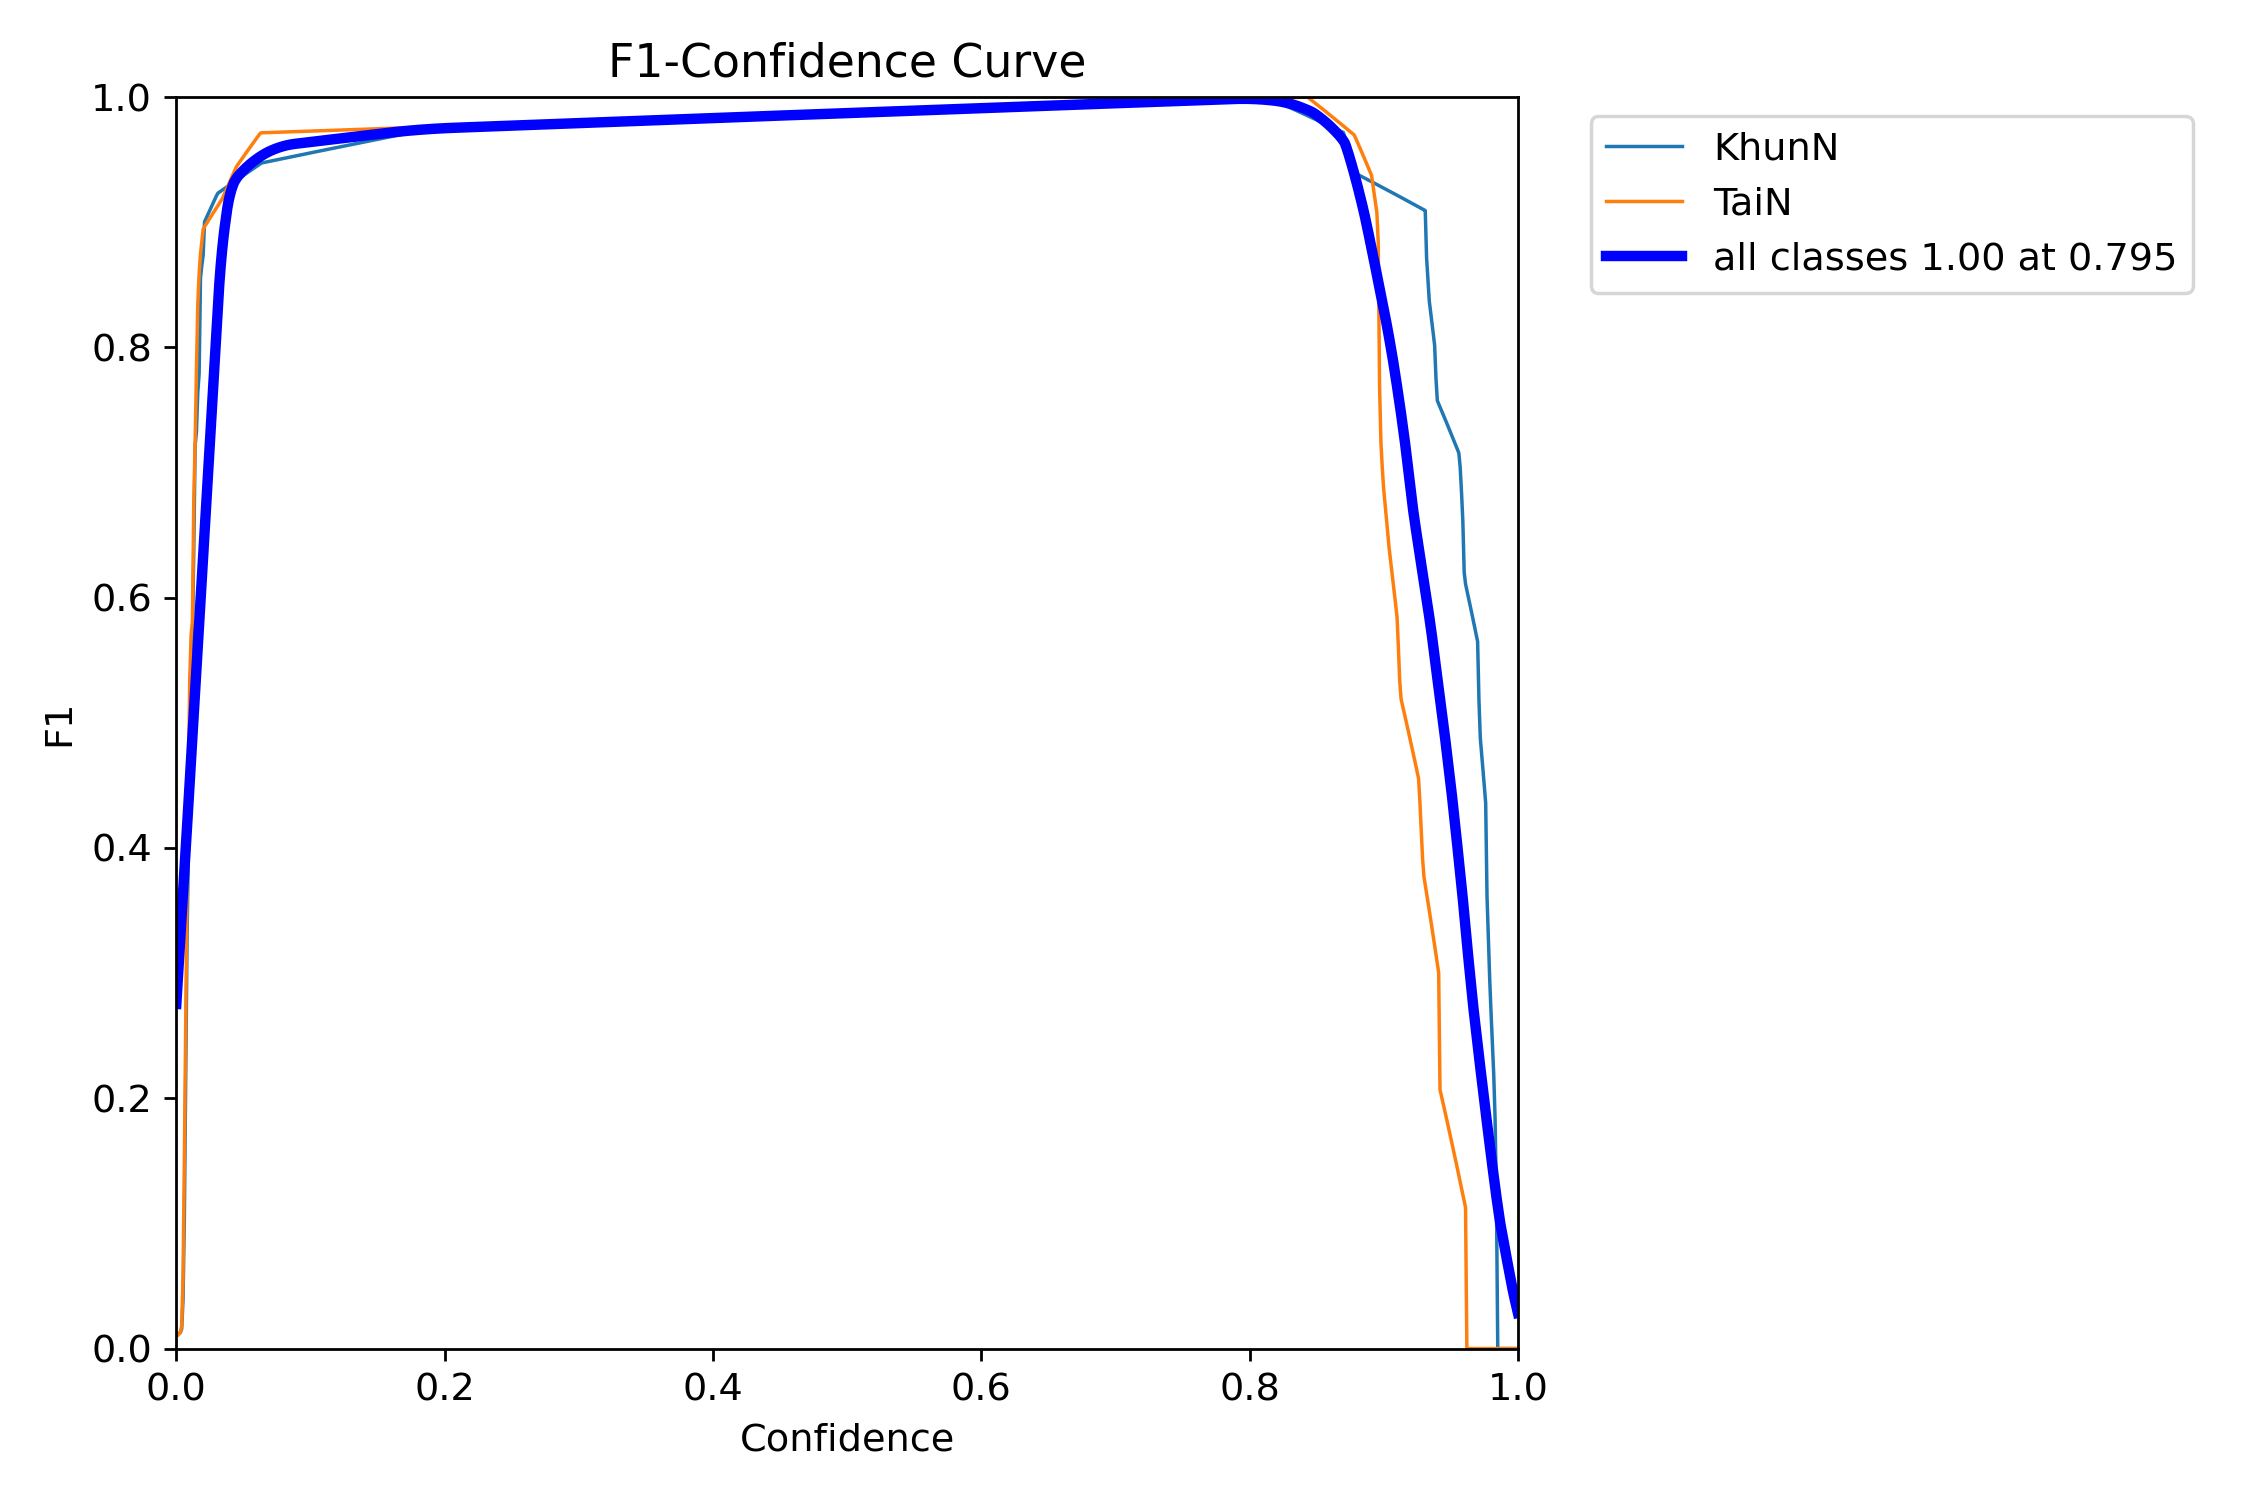 F1-Confidence Curve
KhunN
TaiN
all classes 1.00 at 0.795
1.0
0.8
0.6
0.4
0.2
0.0
F1
0.0 0.2 0.4 0.6 0.8 1.0
Confidence